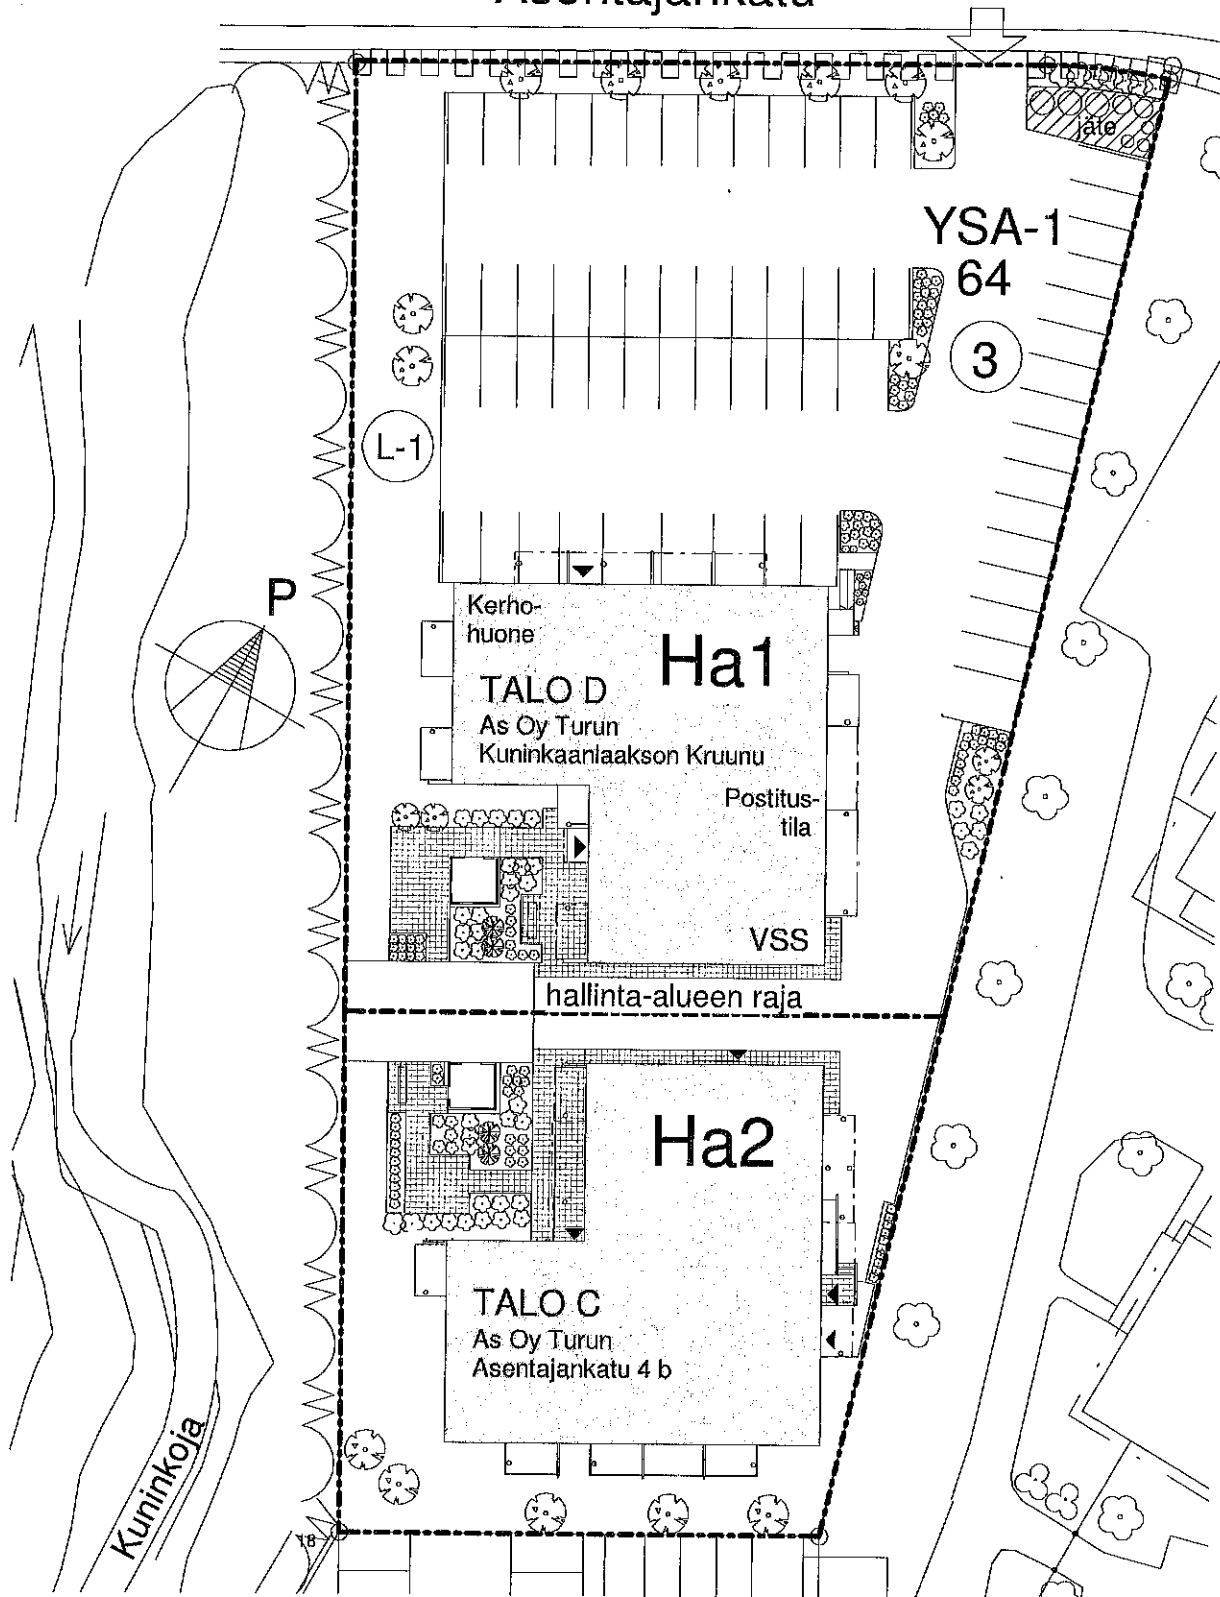 Asentajankatu
jäte
YSA-1
64
3
L-1
P
Kerho-
huone
Ha1
TALO D
As Oy Turun
Kuninkaanlaakson Kruunu
Postitus-
tila
VSS
hallinta-alueen raja
Ha2
TALO C
As Oy Turun
Asentajankatu 4 b
Kuninkoja
18